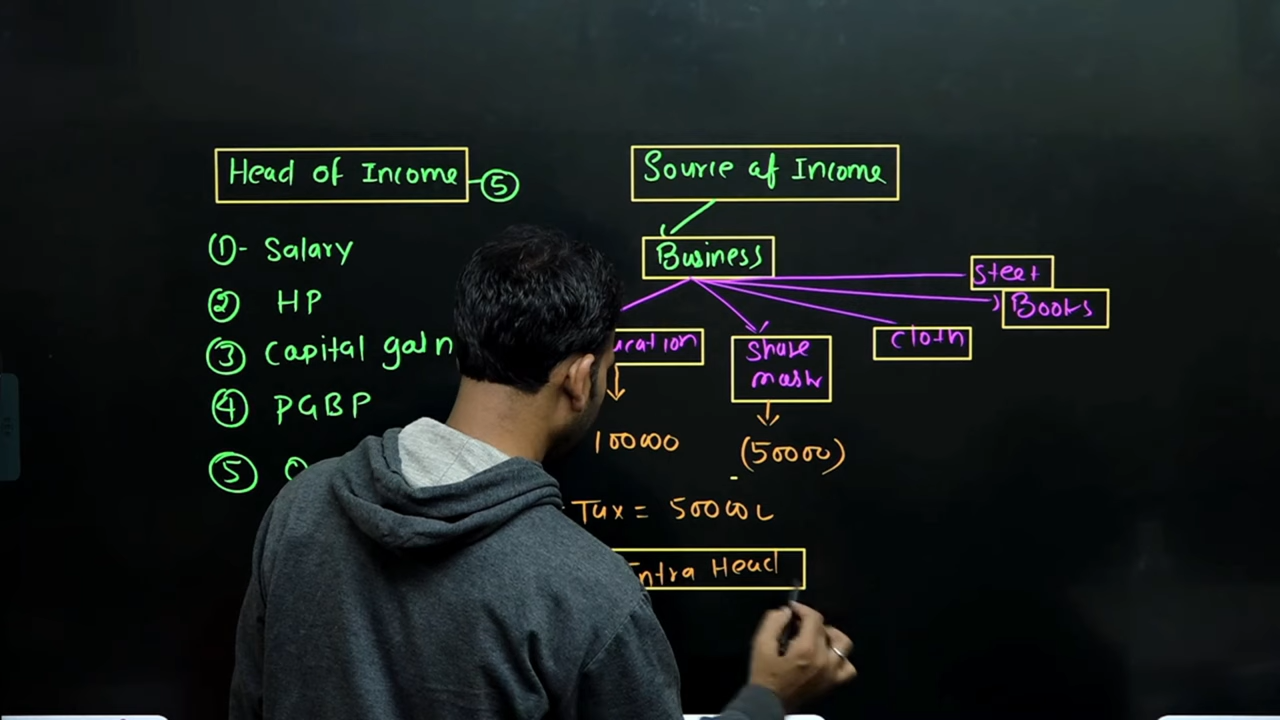 Head of Income - ⑤
① - Salary
② HP
③ Capital gain
④ PGBP
⑤
Source of Income
Business
Steel
Books
ucation
Share
Cloth
100000
(50000)
Tax = 50000
Intra Head